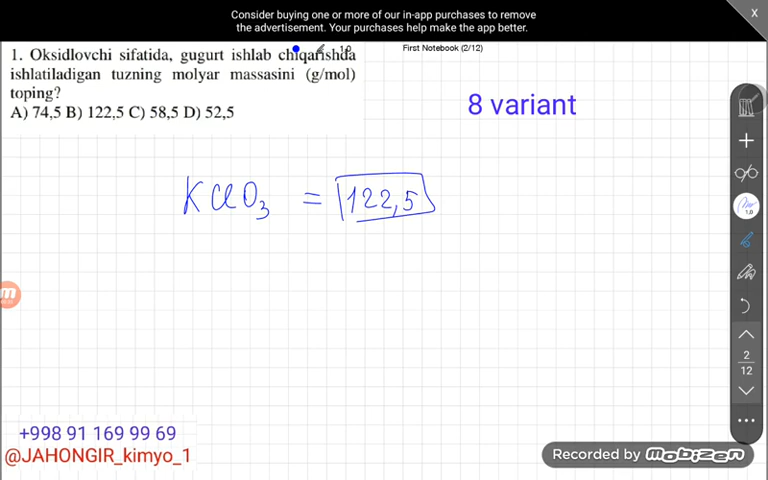 Consider buying one or more of our in-app purchases to remove
the advertisement. Your purchases help make the app better.
X
First Notebook (2/12)
1. Oksidlovchi sifatida, gugurt ishlab chiqarishda
ishlatiladigan tuzning molyar massasini (g/mol)
toping?
A) 74,5 B) 122,5 C) 58,5 D) 52,5
8 variant
KClO₃ = 122,5
1,0
2
12
+998 91 169 99 69
@JAHONGIR_kimyo_1
Recorded by MOBIZEN